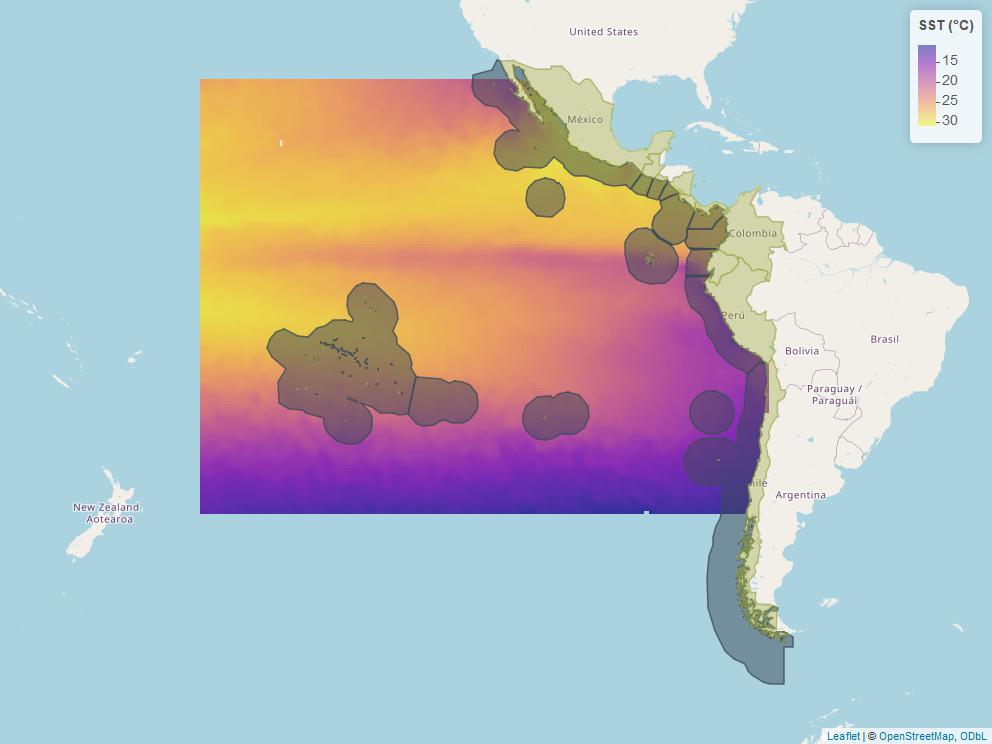 SST (°C)
15
20
25
30
United States
México
Colombia
Perú
Brasil
Bolivia
Paraguay /
Paraguái
hile
Argentina
New Zealand
Aotearoa
Leaflet | © OpenStreetMap, ODbL